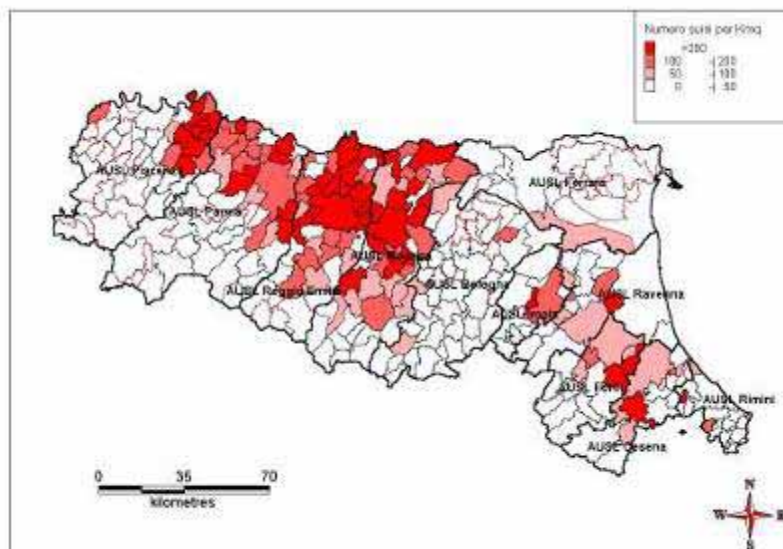 Numero suini per Kmq
>200
100 -| 200
50 -| 100
0 -| 50
AUSL Piacenza
AUSL Ferrara
AUSL Parma
AUSL Modena
AUSL Reggio Emilia
AUSL Bologna
AUSL Ravenna
AUSL Imola
AUSL Forlì
AUSL Rimini
AUSL Cesena
0 35 70
kilometres
N
W
E
S